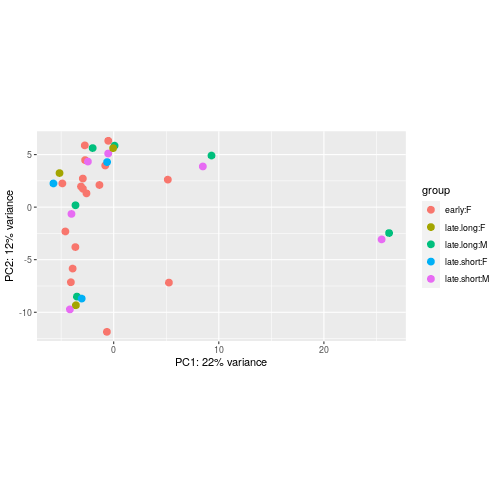 5
0
-5
-10
0
10
20
PC1: 22% variance
PC2: 12% variance
group
early:F
late.long:F
late.long:M
late.short:F
late.short:M